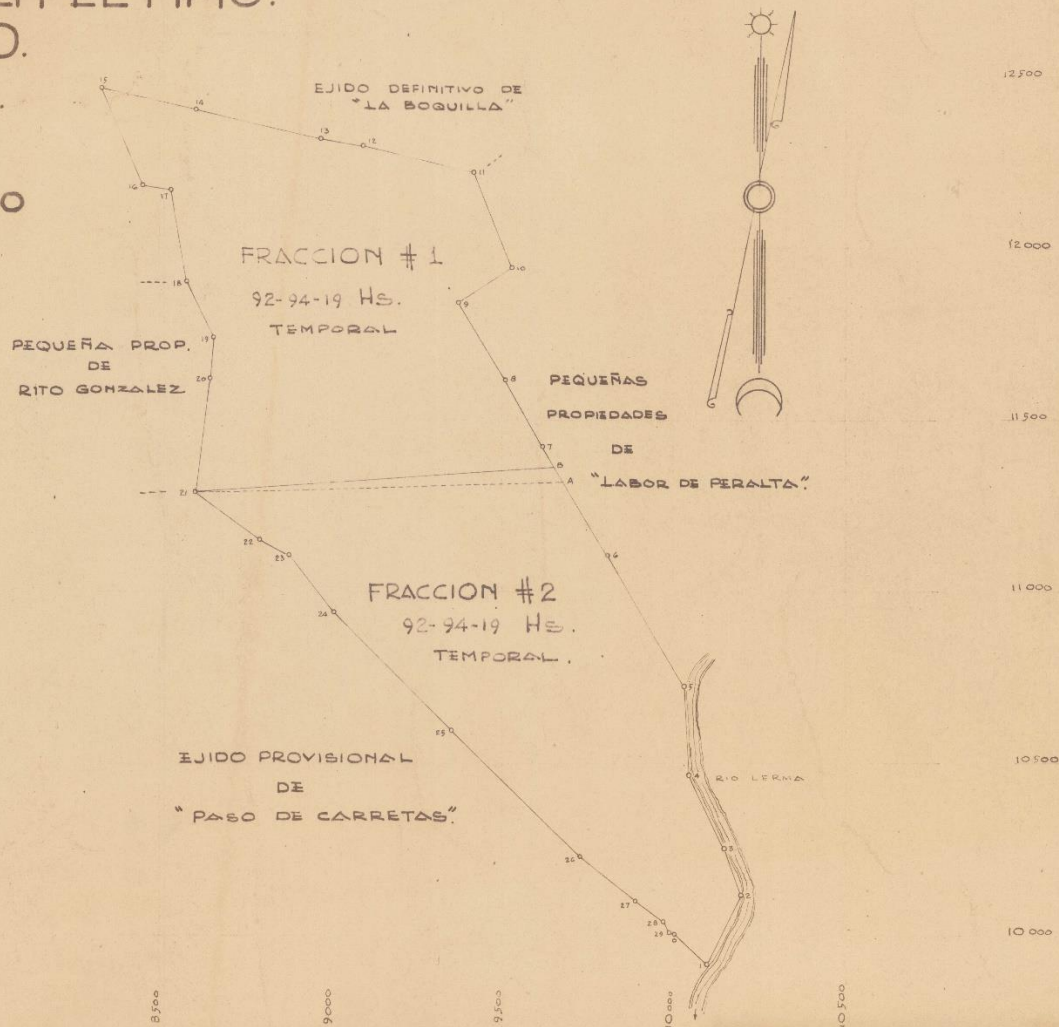 O.
EJIDO DEFINITIVO DE
"LA BOQUILLA"
O
FRACCION #1
92-94-19 Hs.
TEMPORAL
PEQUEÑA PROP.
DE
RITO GONZALEZ
PEQUEÑAS
PROPIEDADES
DE
"LABOR DE PERALTA".
FRACCION #2
92-94-19 Hs.
TEMPORAL.
EJIDO PROVISIONAL
DE
"PASO DE CARRETAS".
RIO LERMA
15
14
13
12
11
16
17
10
18
9
19
20
8
7
B
A
21
22
23
6
24
5
25
4
3
26
2
27
28
29
1
12500
12000
11500
11000
10500
10000
8500
9000
9500
10000
10500